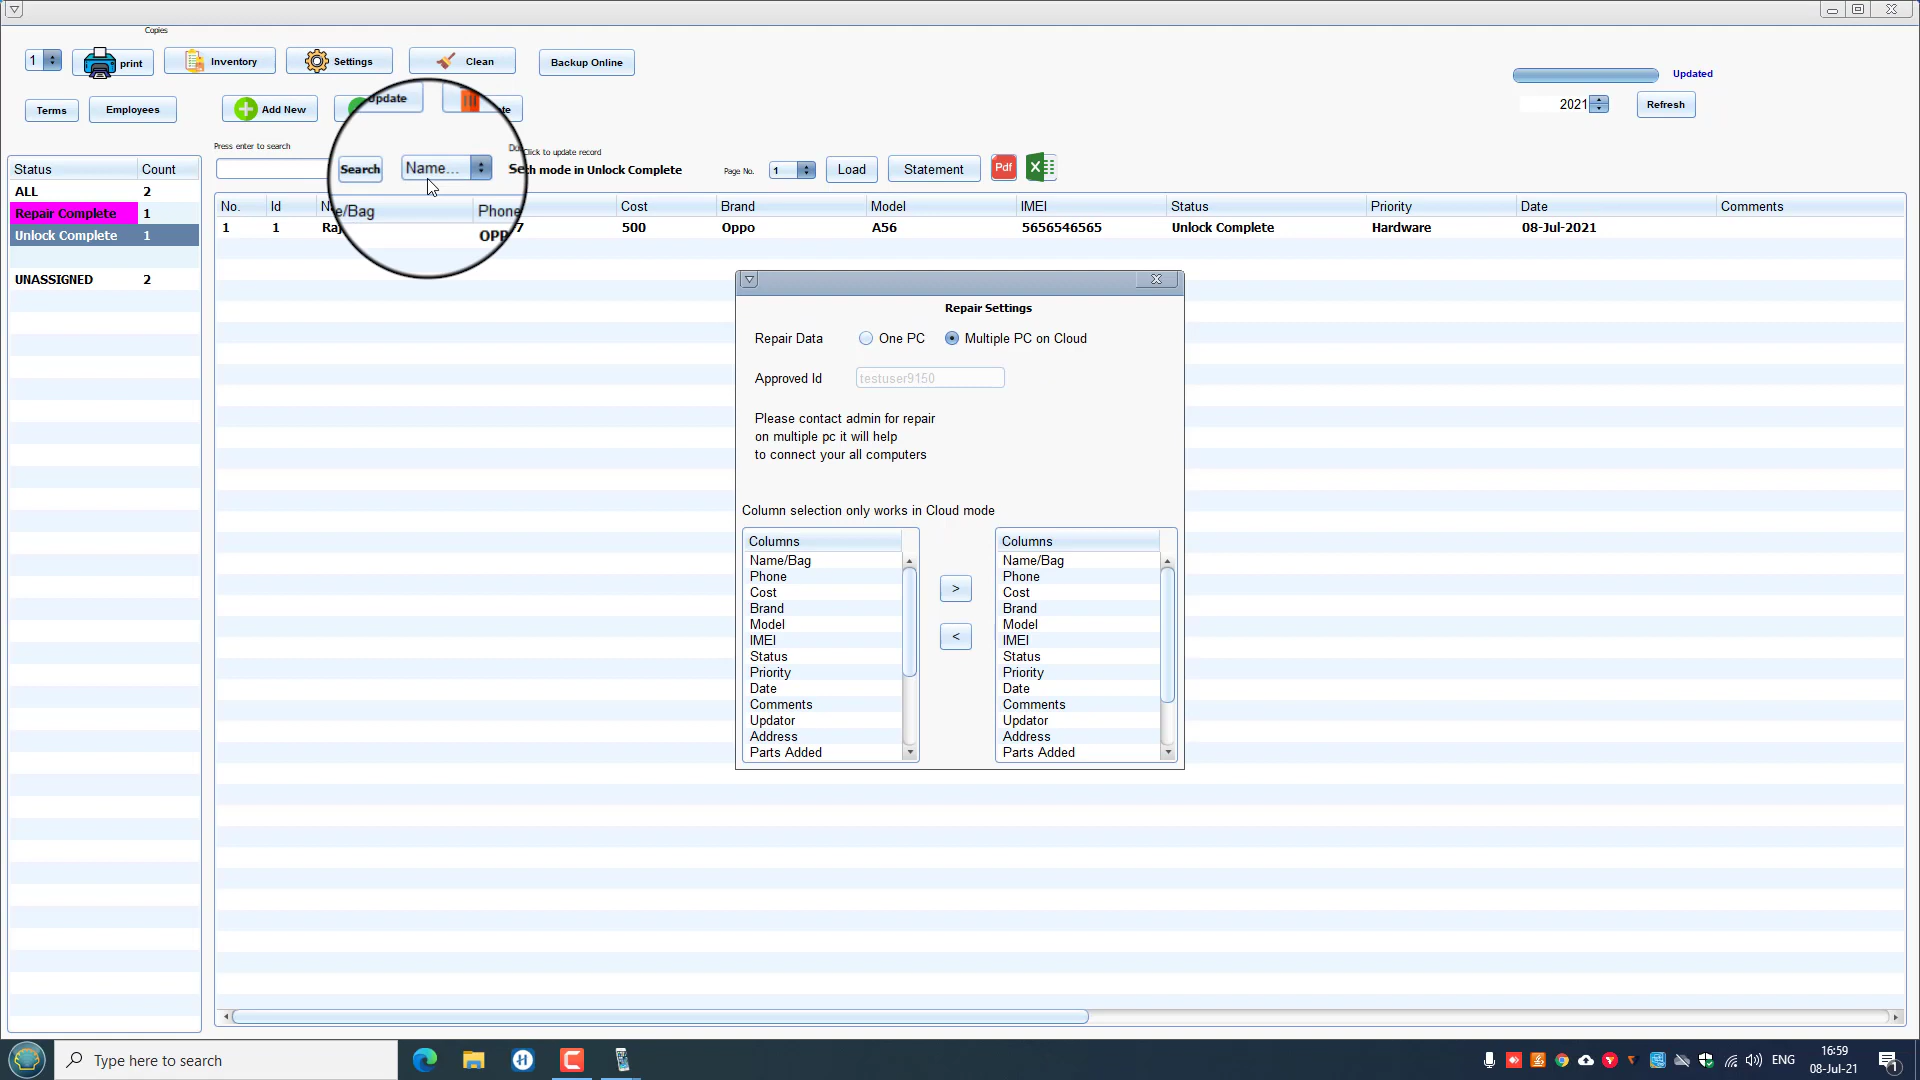 Copies
1
print
Inventory
Settings
Clean
Backup Online
Updated
Terms
Employees
Add New
Update
2021
Refresh
Press enter to search
Click to update record
Search
Name...
mode in Unlock Complete
Page No.
1
Load
Statement
Pdf
Status Count
ALL 2
Repair Complete 1
Unlock Complete 1
UNASSIGNED 2
No. Id e/Bag Phone Cost Brand Model IMEI Status Priority Date Comments
1 1 Raj OPP 7 500 Oppo A56 5656546565 Unlock Complete Hardware 08-Jul-2021
Repair Settings
Repair Data One PC Multiple PC on Cloud
Approved Id testuser9150
Please contact admin for repair
on multiple pc it will help
to connect your all computers
Column selection only works in Cloud mode
Columns
Name/Bag
Phone
Cost
Brand
Model
IMEI
Status
Priority
Date
Comments
Updator
Address
Parts Added
>
<
Columns
Name/Bag
Phone
Cost
Brand
Model
IMEI
Status
Priority
Date
Comments
Updator
Address
Parts Added
Type here to search
ENG
16:59
08-Jul-21
1